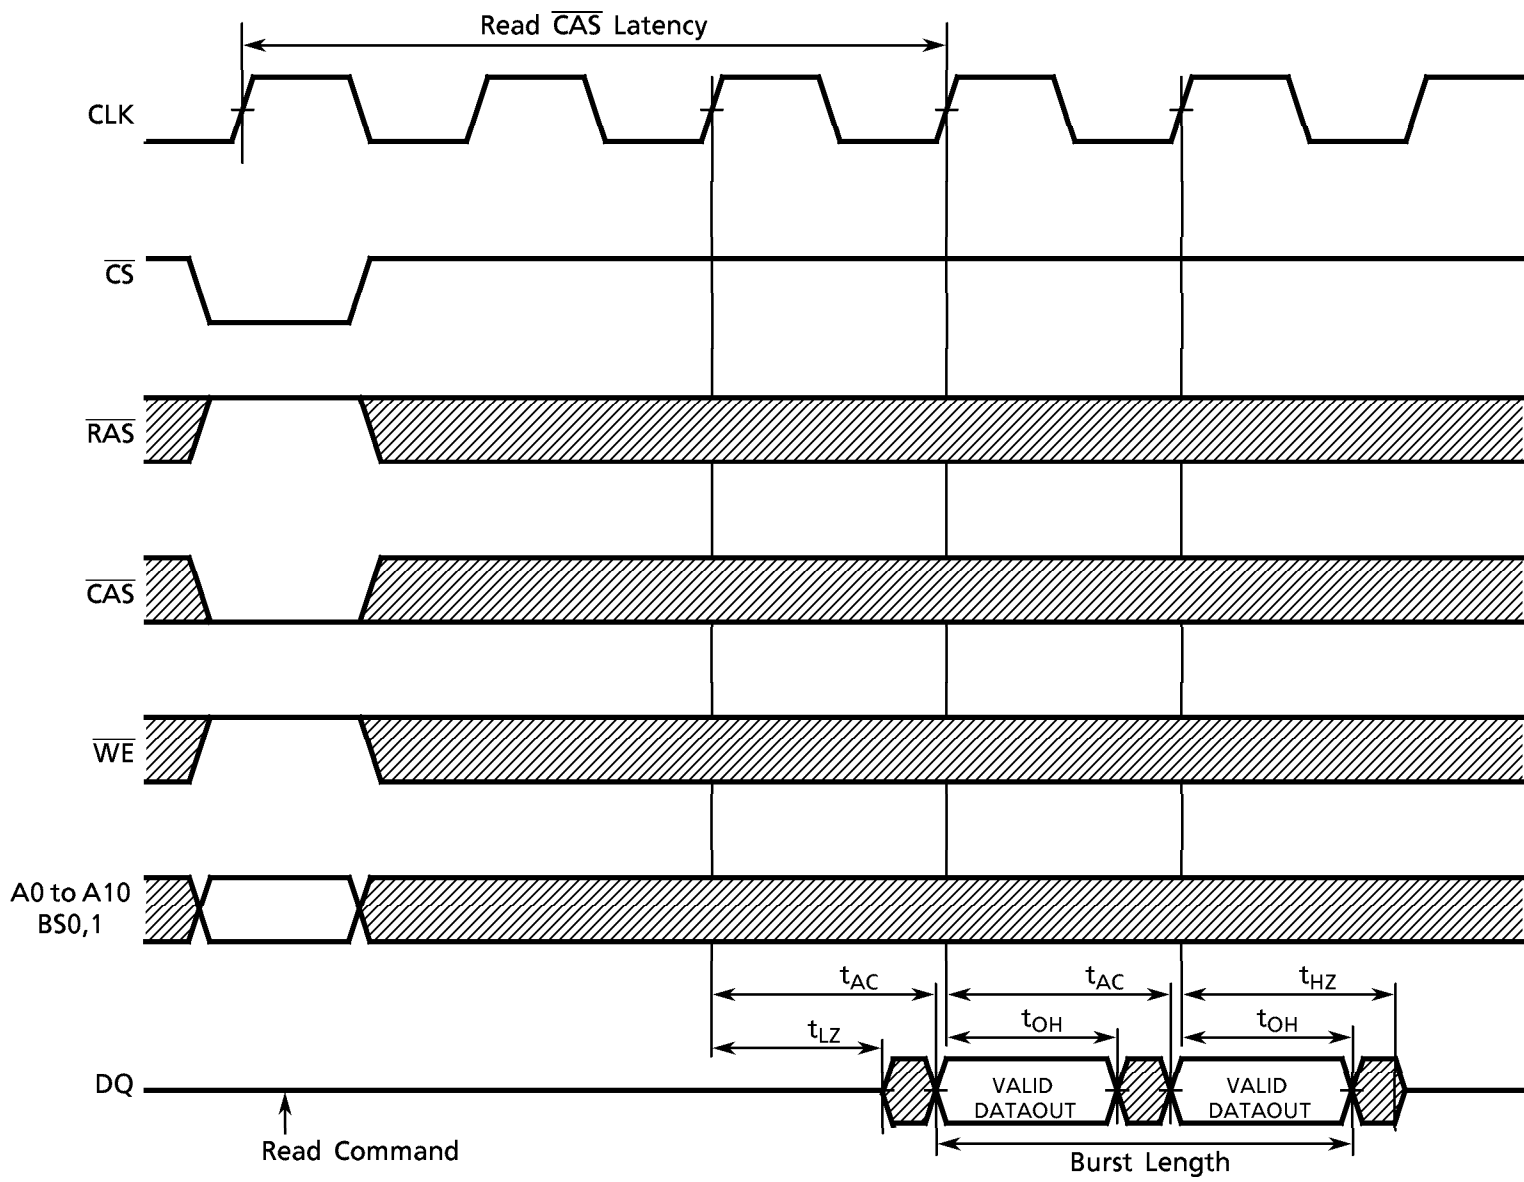 Read CAS Latency
CLK
CS
RAS
CAS
WE
A0 to A10
BS0,1
tAC
tAC
tHZ
tLZ
tOH
tOH
DQ
VALID
DATAOUT
VALID
DATAOUT
Read Command
Burst Length